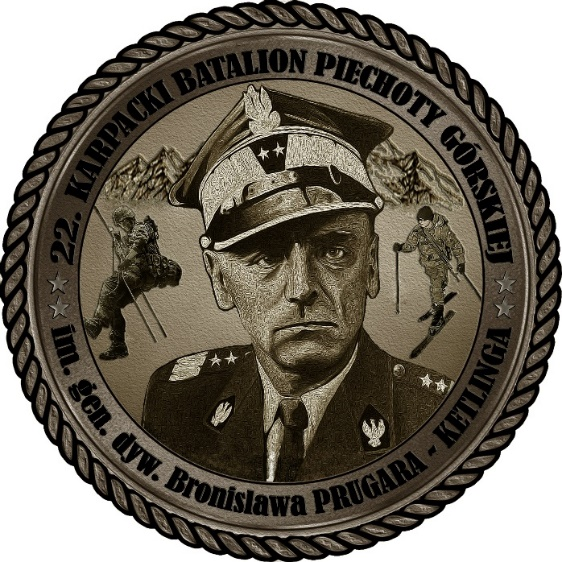 22. KARPACKI BATALION PIECHOTY GÓRSKIEJ
im. gen. dyw. Bronisława PRUGARA - KETLINGA